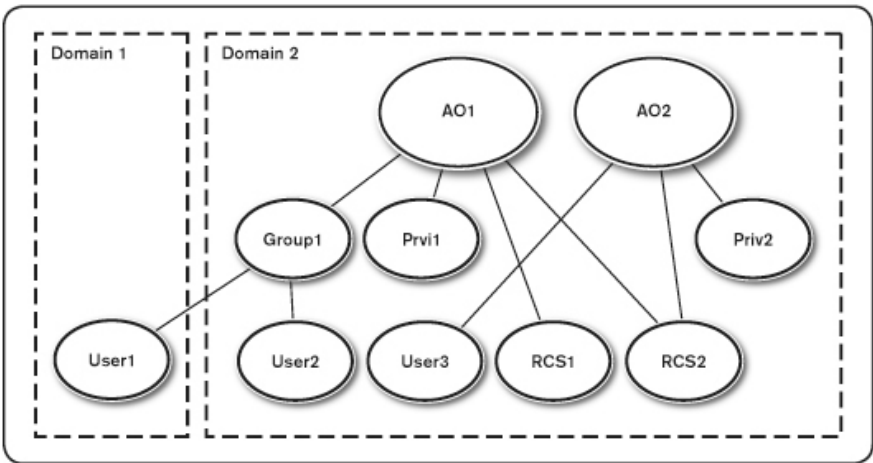 Domain 1
Domain 2
AO1
AO2
Group1
Prvi1
Priv2
User1
User2
User3
RCS1
RCS2